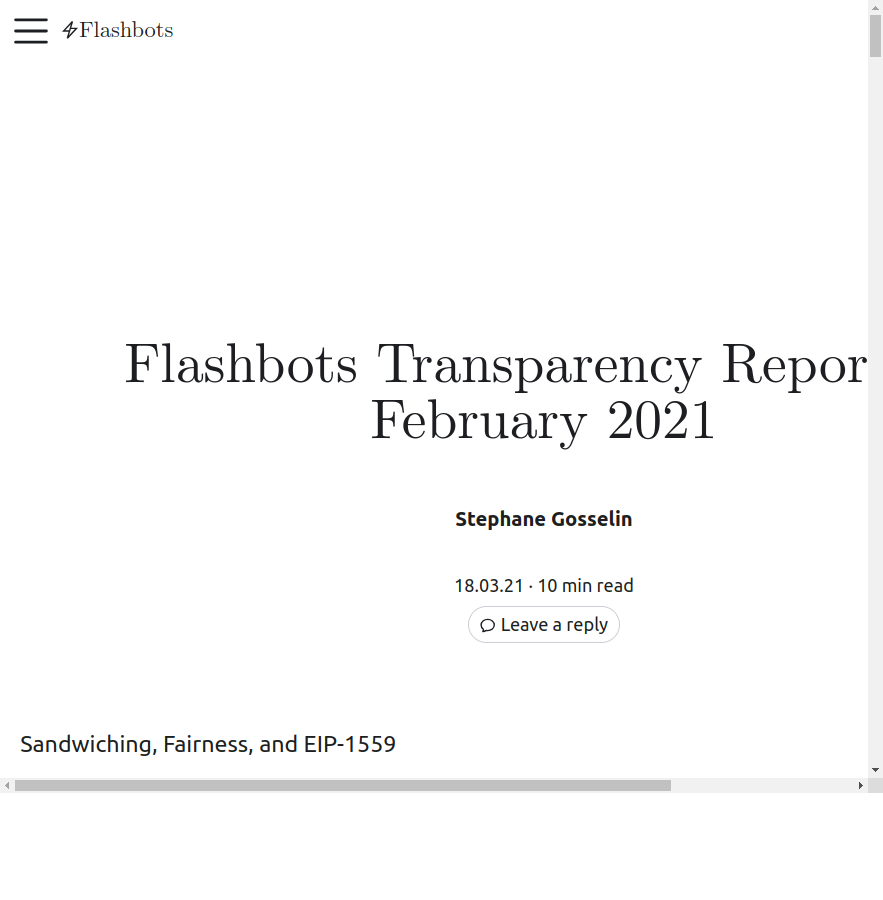 Flashbots
Flashbots Transparency Repor
February 2021
Stephane Gosselin
18.03.21 · 10 min read
Leave a reply
Sandwiching, Fairness, and EIP-1559